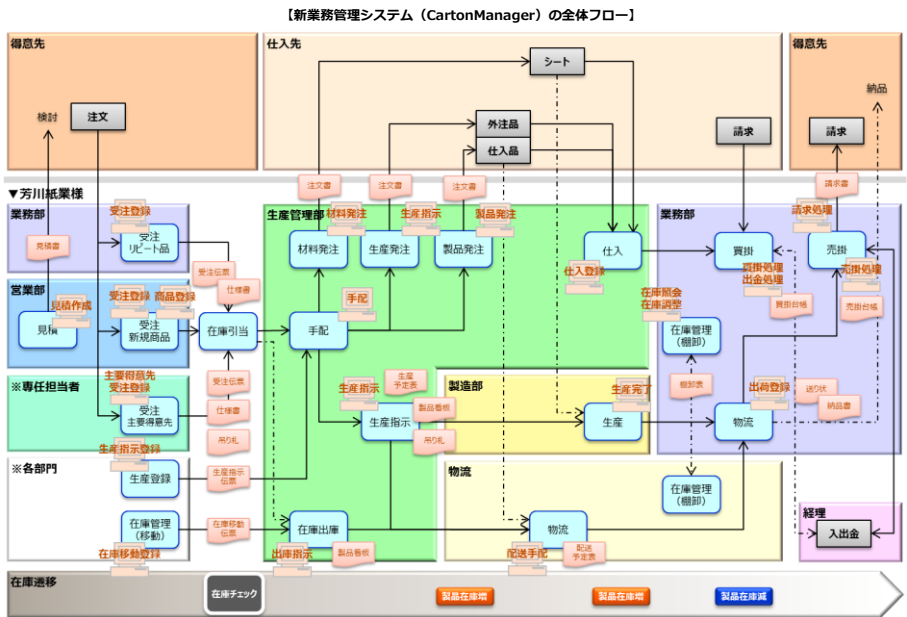 【新業務管理システム（CartonManager）の全体フロー】
得意先
仕入先
得意先
検討
注文
シート
外注品
仕入品
請求
請求
納品
▼芳川紙業様
注文書
注文書
注文書
請求書
業務部
受注登録
受注
リピート品
見積書
受注伝票
仕様書
生産管理部
材料発注
材料発注
生産指示
生産発注
製品発注
製品発注
仕入
仕入登録
業務部
請求処理
買掛
買掛処理
出金処理
買掛台帳
売掛
売掛処理
売掛台帳
営業部
見積作成
見積
受注登録
商品登録
受注
新規商品
在庫引当
手配
手配
在庫照会
在庫調整
在庫管理
（棚卸）
※専任担当者
主要得意先
受注登録
受注
主要得意先
受注伝票
仕様書
吊り札
生産指示
生産
予定表
生産指示
製品看板
吊り札
製造部
生産完了
生産
棚卸表
出荷登録
物流
送り状
納品書
※各部門
生産指示登録
生産登録
生産指示
伝票
在庫管理
（移動）
在庫移動登録
在庫移動
伝票
在庫出庫
出庫指示
製品看板
物流
物流
配送手配
配送
予定表
在庫管理
（棚卸）
経理
入出金
在庫遷移
在庫チェック
製品在庫増
製品在庫増
製品在庫減